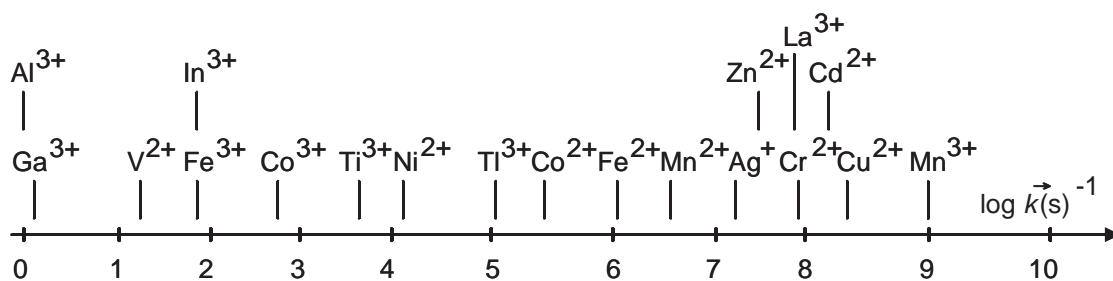 La³⁺
Al³⁺ In³⁺ Zn²⁺ Cd²⁺
Ga³⁺ V²⁺ Fe³⁺ Co³⁺ Ti³⁺ Ni²⁺ Tl³⁺ Co²⁺ Fe²⁺ Mn²⁺ Ag⁺ Cr²⁺ Cu²⁺ Mn³⁺
log k⃗(s)⁻¹
0 1 2 3 4 5 6 7 8 9 10